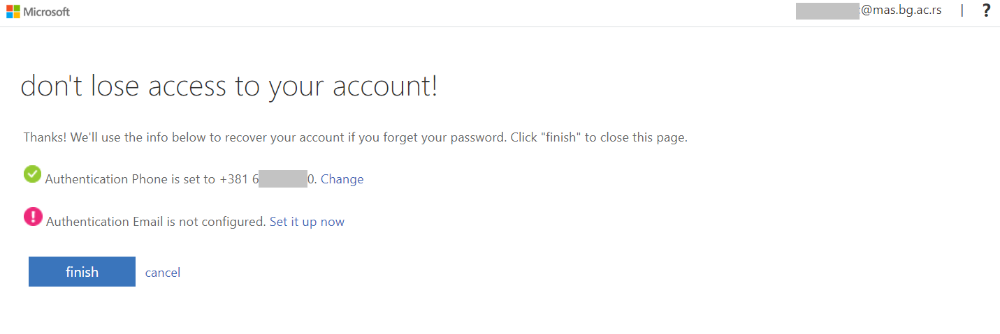 Microsoft
@mas.bg.ac.rs | ?
don't lose access to your account!
Thanks! We'll use the info below to recover your account if you forget your password. Click "finish" to close this page.
Authentication Phone is set to +381 6 0. Change
Authentication Email is not configured. Set it up now
finish cancel